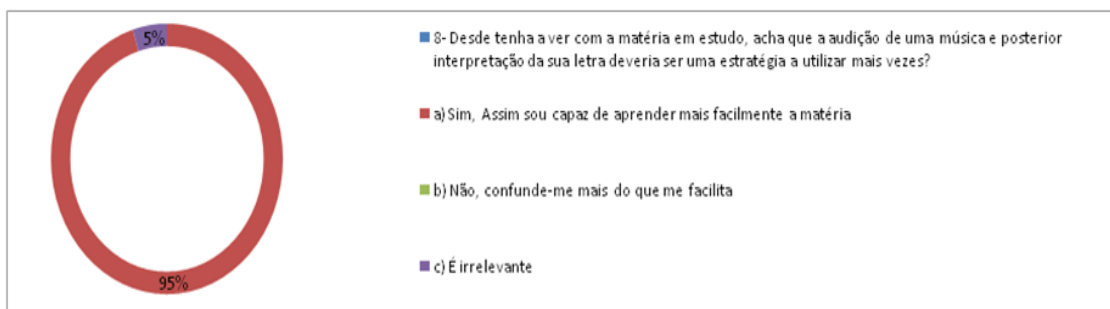 5%
8- Desde tenha a ver com a matéria em estudo, acha que a audição de uma música e posterior
interpretação da sua letra deveria ser uma estratégia a utilizar mais vezes?
a) Sim, Assim sou capaz de aprender mais facilmente a matéria
b) Não, confunde-me mais do que me facilita
c) É irrelevante
95%